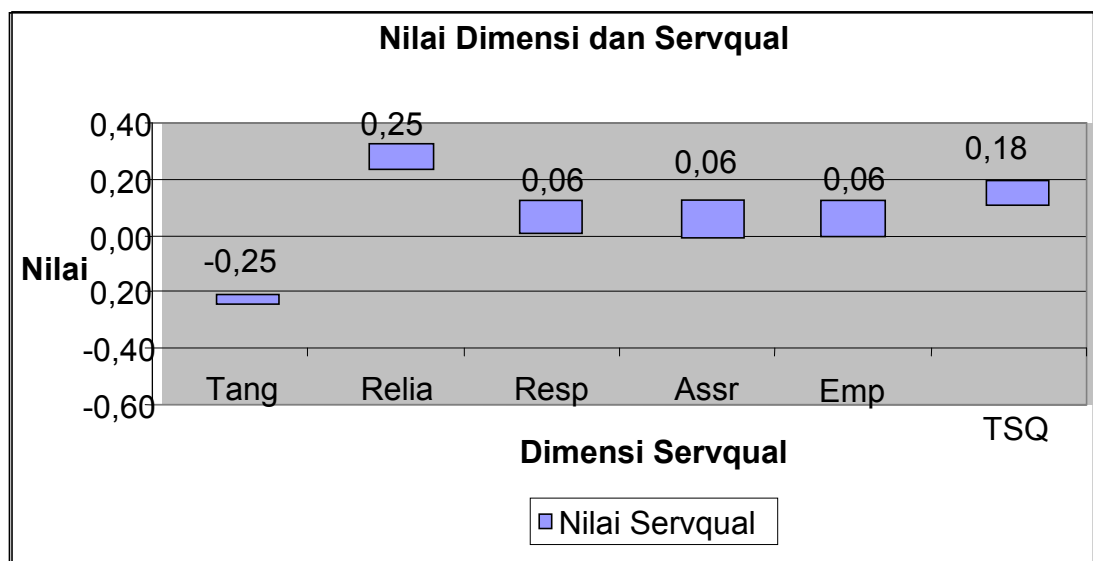 Nilai Dimensi dan Servqual
0,40
0,25
0,18
0,20
0,06
0,06
0,06
0,00
Nilai
-0,25
0,20
-0,40
-0,60
Tang
Relia
Resp
Assr
Emp
TSQ
Dimensi Servqual
Nilai Servqual